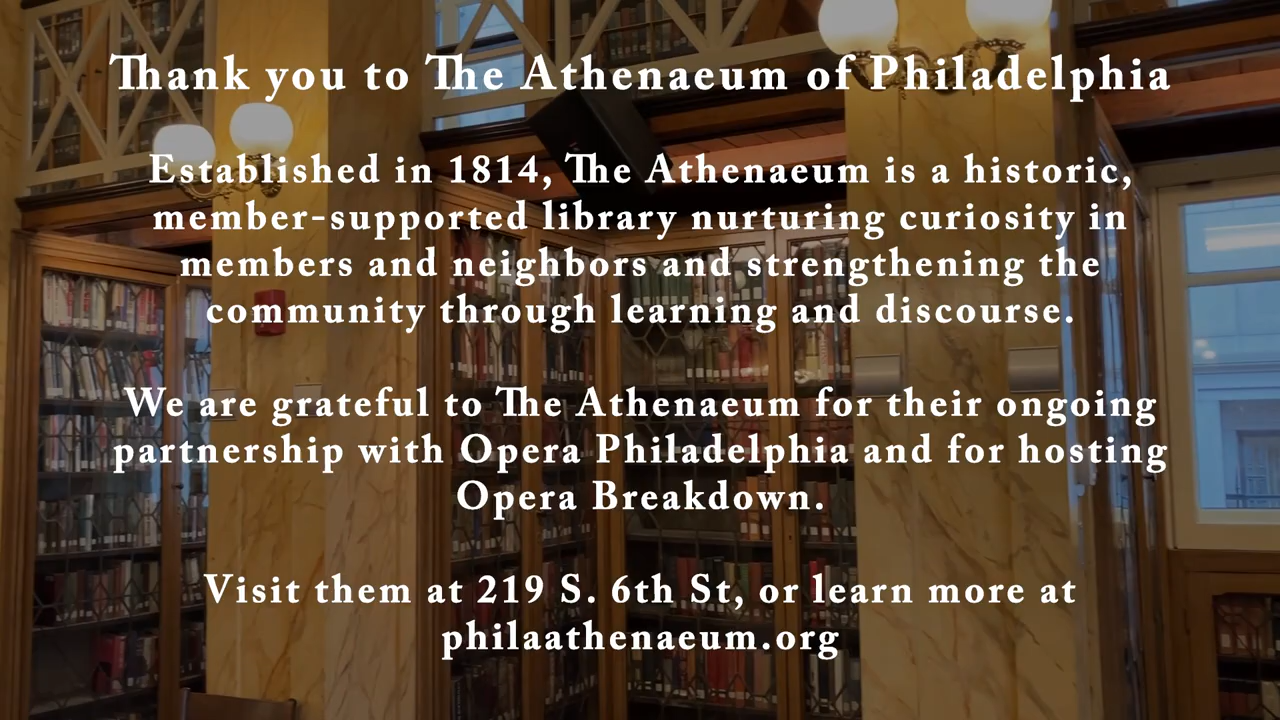 Thank you to The Athenaeum of Philadelphia
Established in 1814, The Athenaeum is a historic,
member-supported library nurturing curiosity in
members and neighbors and strengthening the
community through learning and discourse.
We are grateful to The Athenaeum for their ongoing
partnership with Opera Philadelphia and for hosting
Opera Breakdown.
Visit them at 219 S. 6th St, or learn more at
philaathenaeum.org